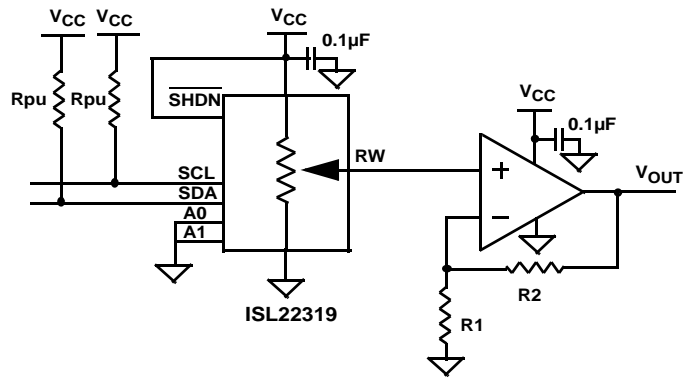 VCC VCC
VCC
0.1µF
Rpu Rpu
SHDN
VCC
0.1µF
RW
SCL
SDA
A0
A1
+
−
VOUT
R2
R1
ISL22319